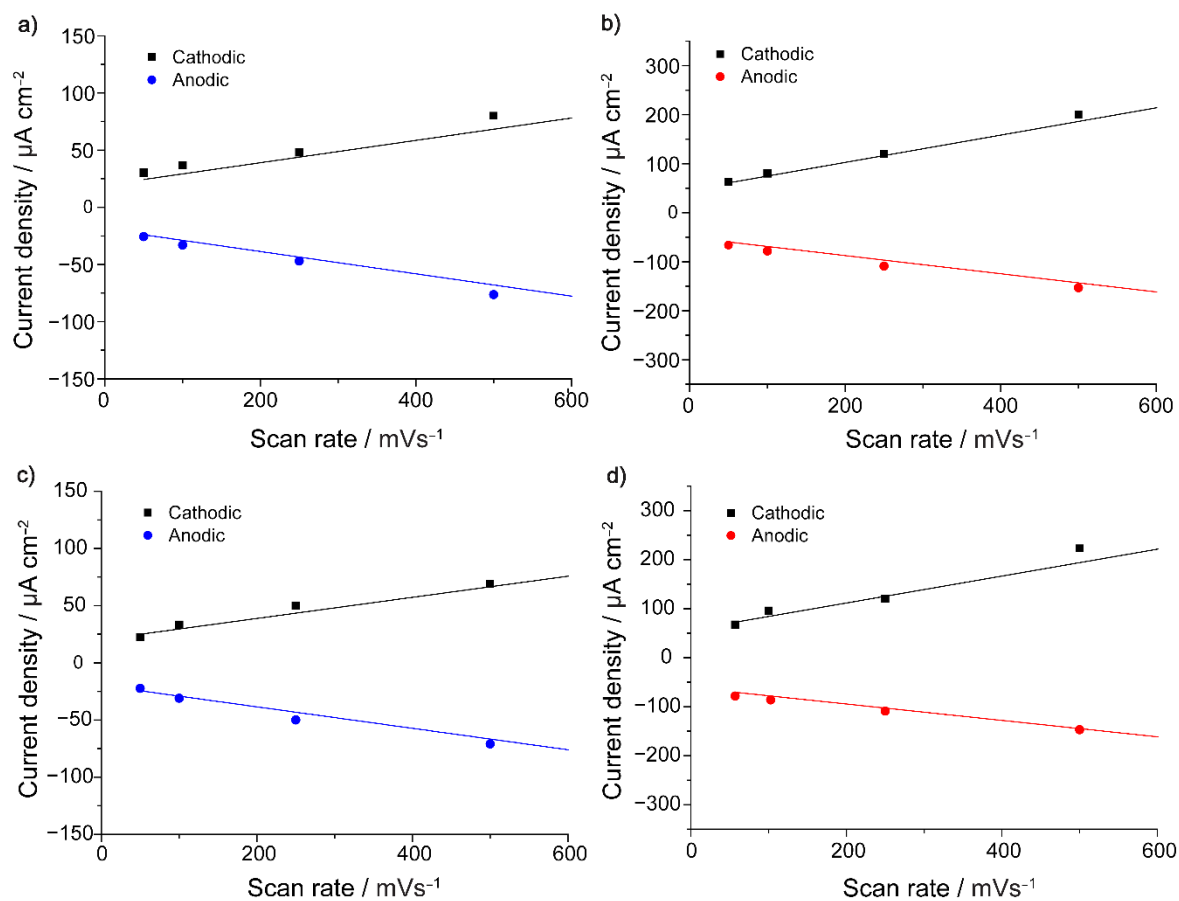 a)
150
100
50
0
−50
−100
−150
Current density / µA cm⁻²
Cathodic
Anodic
0
200
400
600
Scan rate / mVs⁻¹
b)
300
200
100
0
−100
−200
−300
Current density / µA cm⁻²
Cathodic
Anodic
0
200
400
600
Scan rate / mVs⁻¹
c)
150
100
50
0
−50
−100
−150
Current density / µA cm⁻²
Cathodic
Anodic
0
200
400
600
Scan rate / mVs⁻¹
d)
300
200
100
0
−100
−200
−300
Current density / µA cm⁻²
Cathodic
Anodic
0
200
400
600
Scan rate / mVs⁻¹